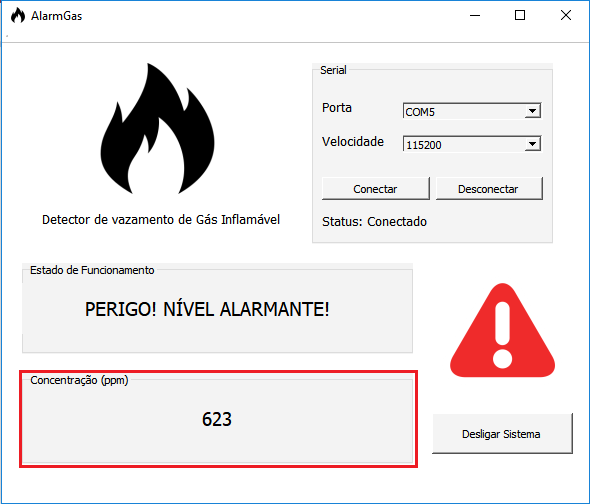 AlarmGas
Serial
Porta
COM5
Velocidade
115200
Conectar
Desconectar
Status: Conectado
Detector de vazamento de Gás Inflamável
Estado de Funcionamento
PERIGO! NÍVEL ALARMANTE!
Concentração (ppm)
623
Desligar Sistema